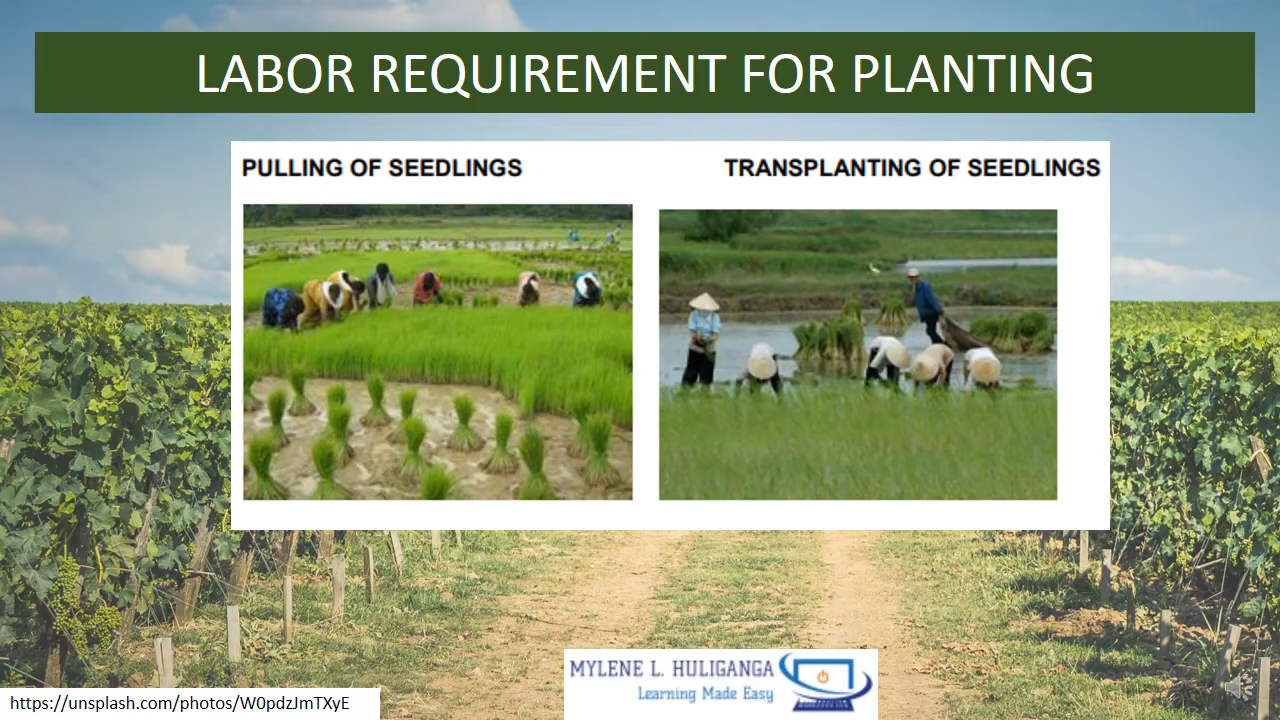 LABOR REQUIREMENT FOR PLANTING
PULLING OF SEEDLINGS
TRANSPLANTING OF SEEDLINGS
MYLENE L. HULIGANGA
Learning Made Easy
https://unsplash.com/photos/W0pdzJmTXyE